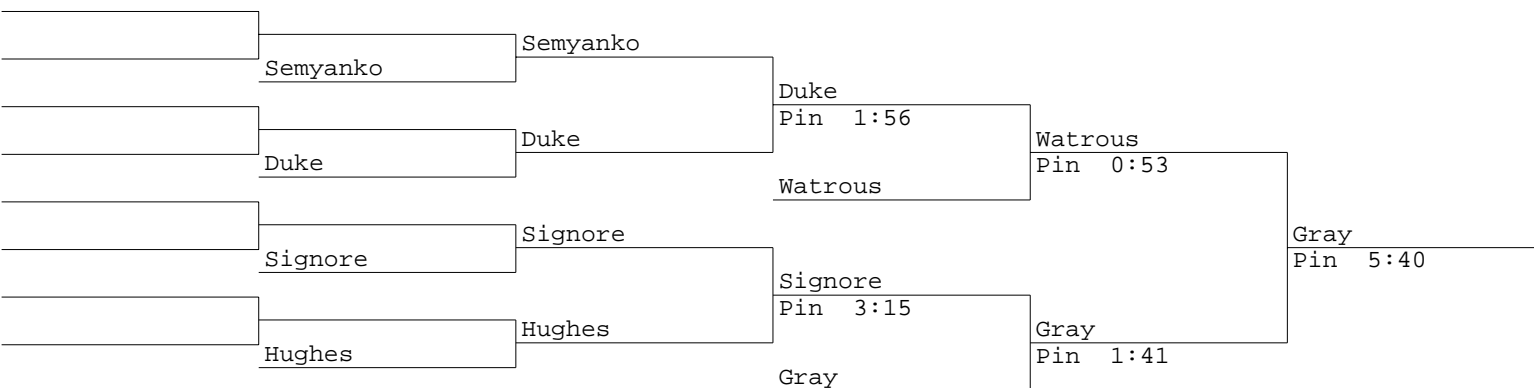 Semyanko
Semyanko
Duke
Pin 1:56
Duke
Watrous
Duke
Pin 0:53
Watrous
Signore
Gray
Signore
Pin 5:40
Signore
Pin 3:15
Hughes
Gray
Hughes
Pin 1:41
Gray